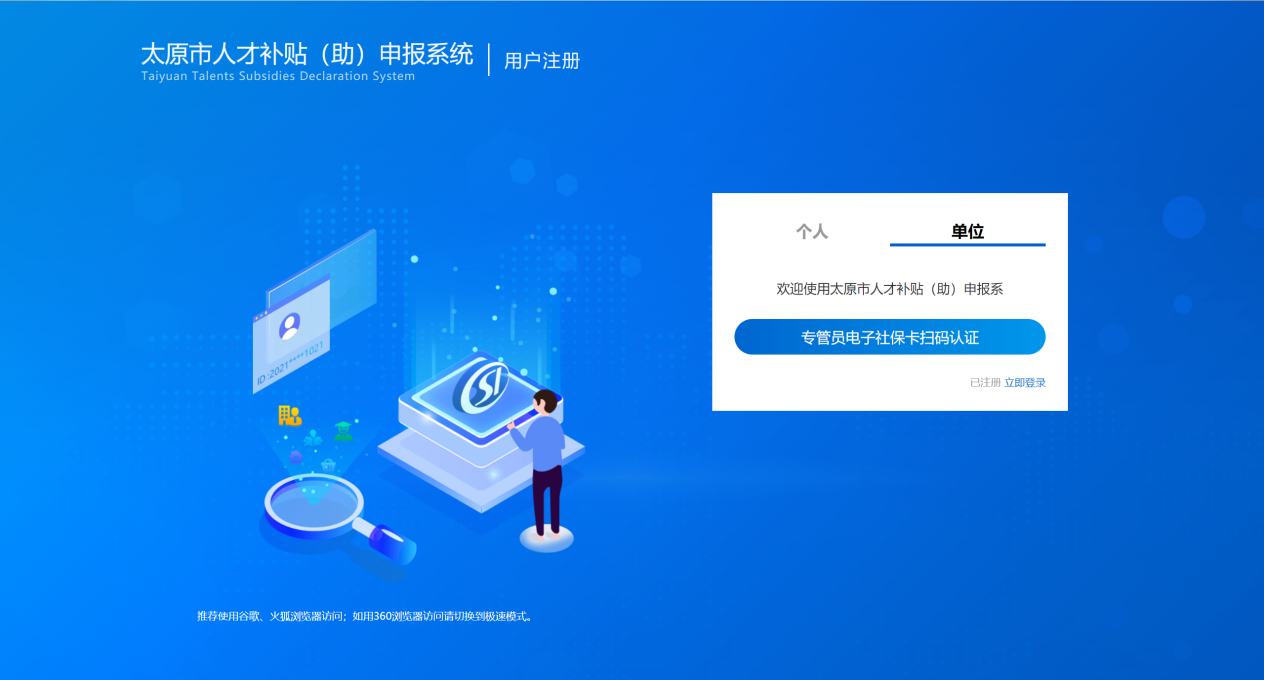 太原市人才补贴（助）申报系统
用户注册
Taiyuan Talents Subsidies Declaration System
个人
单位
欢迎使用太原市人才补贴（助）申报系
专管员电子社保卡扫码认证
已注册 立即登录
ID :2021****1021
SI
推荐使用谷歌、火狐浏览器访问；如用360浏览器访问请切换到极速模式。